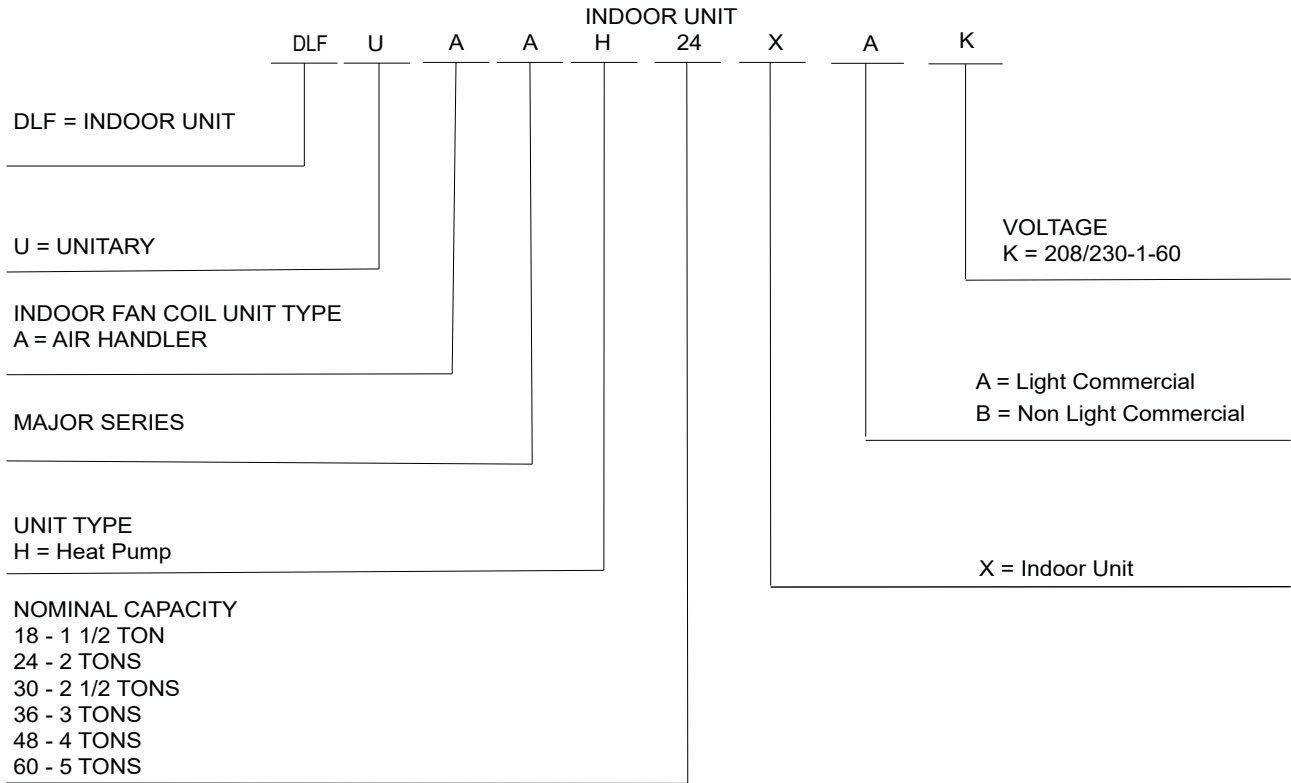 INDOOR UNIT
DLF U A A H 24 X A K
DLF = INDOOR UNIT
U = UNITARY
INDOOR FAN COIL UNIT TYPE
A = AIR HANDLER
MAJOR SERIES
UNIT TYPE
H = Heat Pump
NOMINAL CAPACITY
18 - 1 1/2 TON
24 - 2 TONS
30 - 2 1/2 TONS
36 - 3 TONS
48 - 4 TONS
60 - 5 TONS
VOLTAGE
K = 208/230-1-60
A = Light Commercial
B = Non Light Commercial
X = Indoor Unit